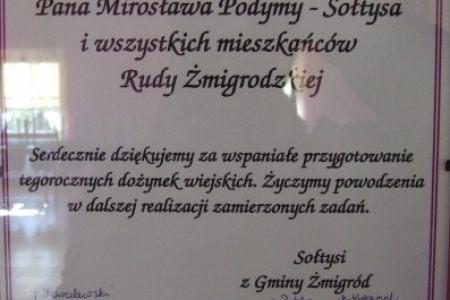 Pana Mirosława Podymy - Sołtysa
i wszystkich mieszkańców
Rudy Żmigrodzkiej
Serdecznie dziękujemy za wspaniałe przygotowanie
tegorocznych dożynek wiejskich. Życzymy powodzenia
w dalszej realizacji zamierzonych zadań.
Sołtysi
z Gminy Żmigród
Kowalewski